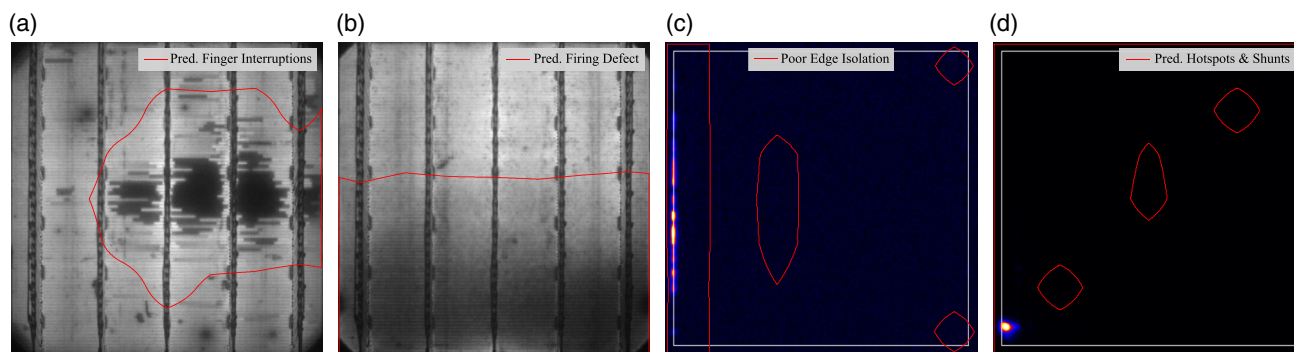 (a)
(b)
(c)
(d)
Pred. Finger Interruptions
Pred. Firing Defect
Poor Edge Isolation
Pred. Hotspots & Shunts